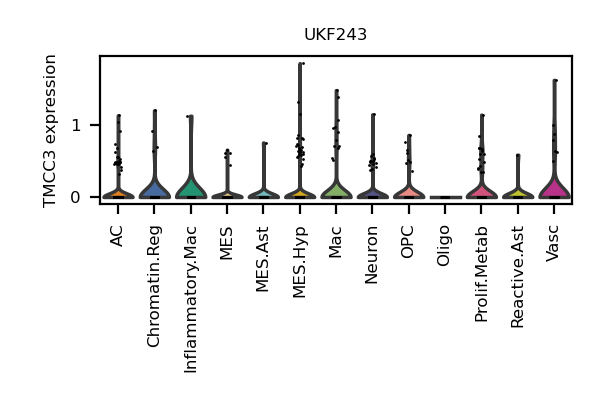 UKF243
TMCC3 expression
1
0
AC
Chromatin.Reg
Inflammatory.Mac
MES
MES.Ast
MES.Hyp
Mac
Neuron
OPC
Oligo
Prolif.Metab
Reactive.Ast
Vasc